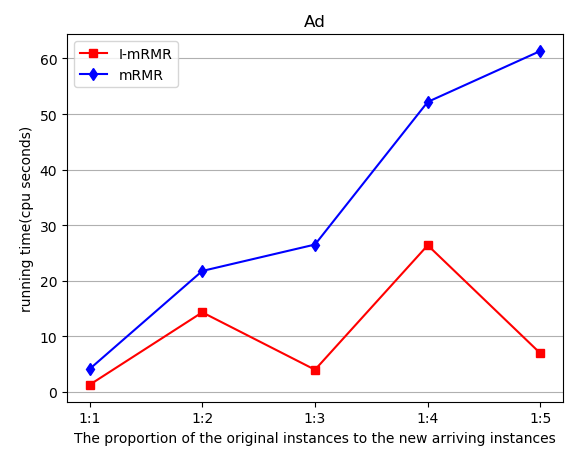 Ad
I-mRMR
mRMR
running time(cpu seconds)
60
50
40
30
20
10
0
1:1 1:2 1:3 1:4 1:5
The proportion of the original instances to the new arriving instances